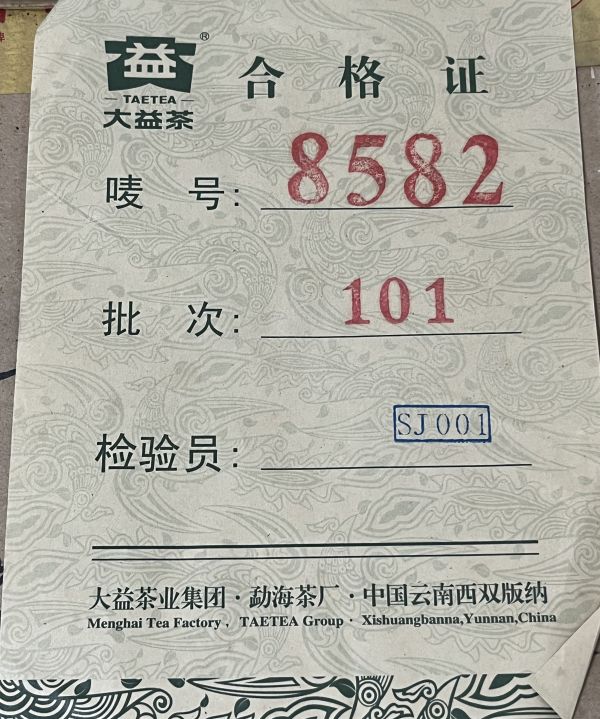 益®
TAETEA
大益茶
合格证
唛号: 8582
批次: 101
检验员: SJ001
大益茶业集团·勐海茶厂·中国云南西双版纳
Menghai Tea Factory, TAETEA Group· Xishuangbanna,Yunnan,China